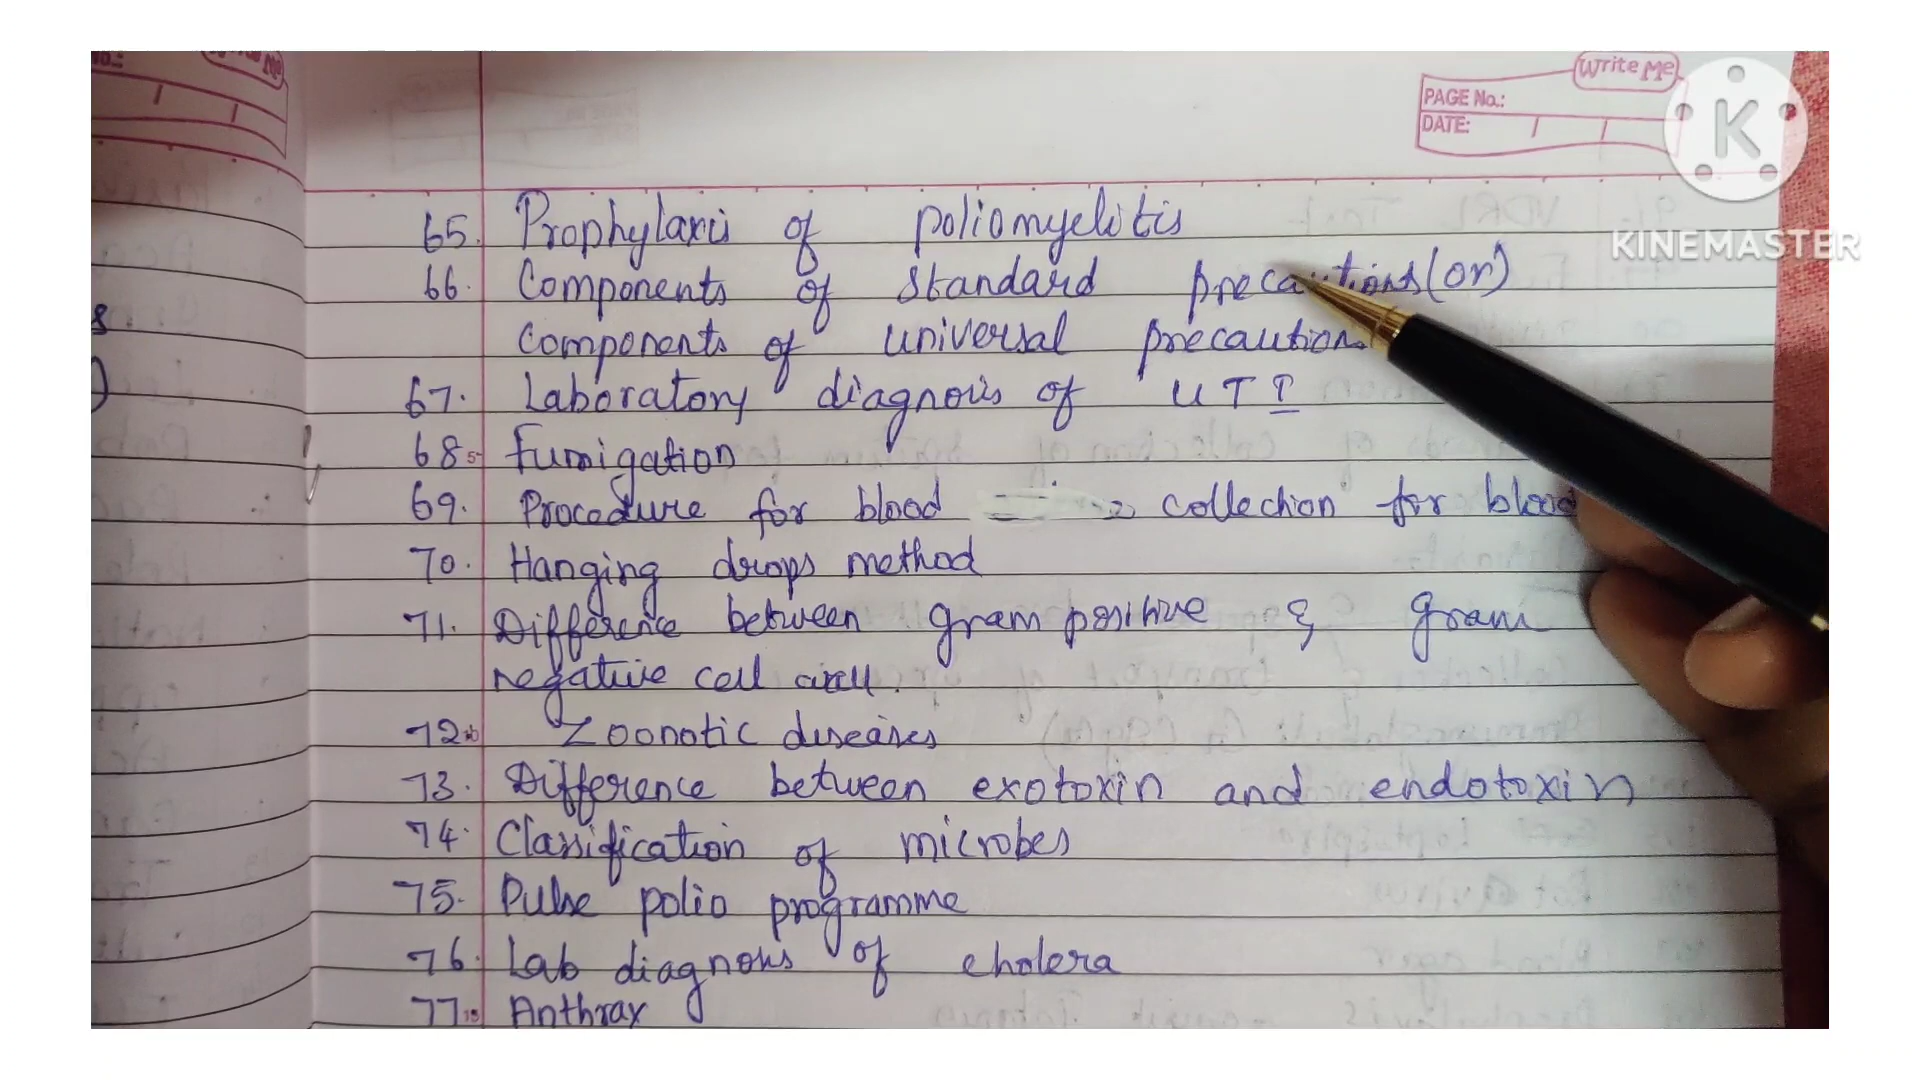 Write Me
PAGE No.:
DATE:
KINEMASTER
65. Prophylaxis of poliomyelitis
66. Components of standard precautions (or)
components of universal precaution
67. Laboratory diagnosis of UTI
68. Fumigation
69. Procedure for blood collection for blood
70. Hanging drops method
71. Difference between gram positive & gram
negative cell wall.
72. Zoonotic diseases
73. Difference between exotoxin and endotoxin
74. Classification of microbes
75. Pulse polio programme
76. Lab diagnosis of cholera
77. Anthrax